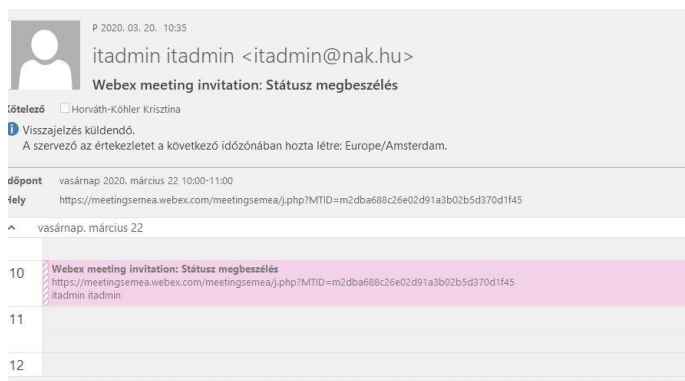 P 2020. 03. 20. 10:35
itadmin itadmin <itadmin@nak.hu>
Webex meeting invitation: Státusz megbeszélés
Kötelező Horváth-Köhler Krisztina
Visszajelzés küldendő.
A szervező az értekezletet a következő időzónában hozta létre: Europe/Amsterdam.
Időpont vasárnap 2020. március 22 10:00-11:00
Hely https://meetingsemea.webex.com/meetingsemea/j.php?MTID=m2dba688c26e02d91a3b02b5d370d1f45
vasárnap. március 22
10 Webex meeting invitation: Státusz megbeszélés
https://meetingsemea.webex.com/meetingsemea/j.php?MTID=m2dba688c26e02d91a3b02b5d370d1f45
itadmin itadmin
11
12